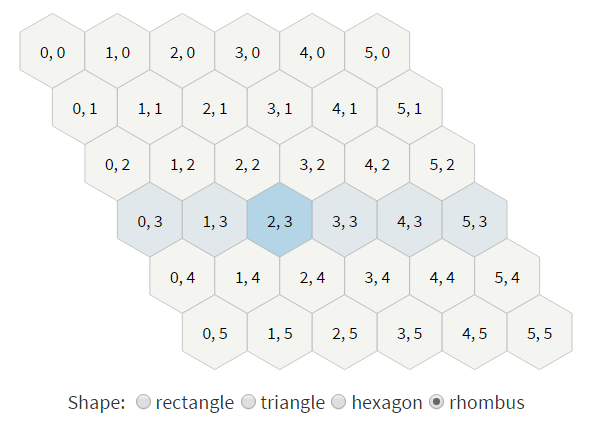 0, 0 1, 0 2, 0 3, 0 4, 0 5, 0
0, 1 1, 1 2, 1 3, 1 4, 1 5, 1
0, 2 1, 2 2, 2 3, 2 4, 2 5, 2
0, 3 1, 3 2, 3 3, 3 4, 3 5, 3
0, 4 1, 4 2, 4 3, 4 4, 4 5, 4
0, 5 1, 5 2, 5 3, 5 4, 5 5, 5
Shape: rectangle triangle hexagon rhombus